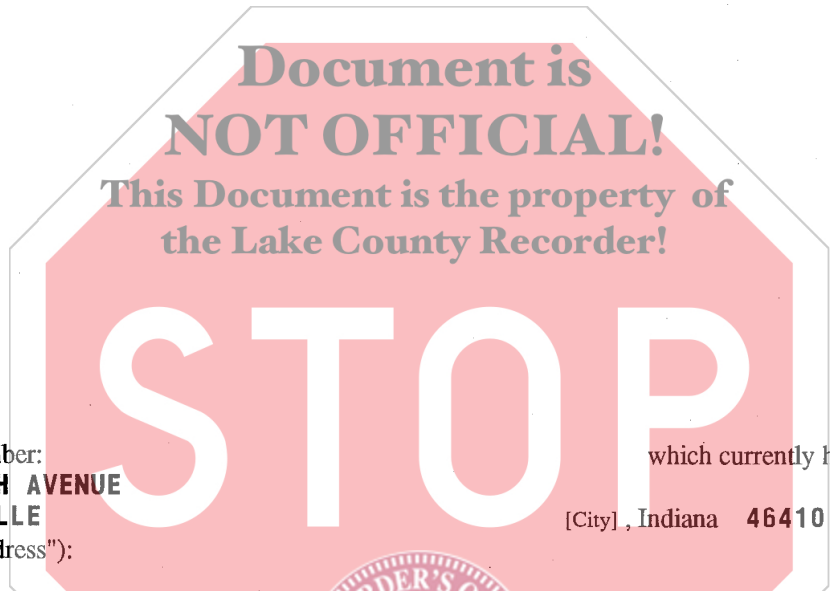 Document is
NOT OFFICIAL!
This Document is the property of
the Lake County Recorder!
STOP
ber: which currently h
H AVENUE
LLE [City] , Indiana 46410
dress"):
RDER'S O